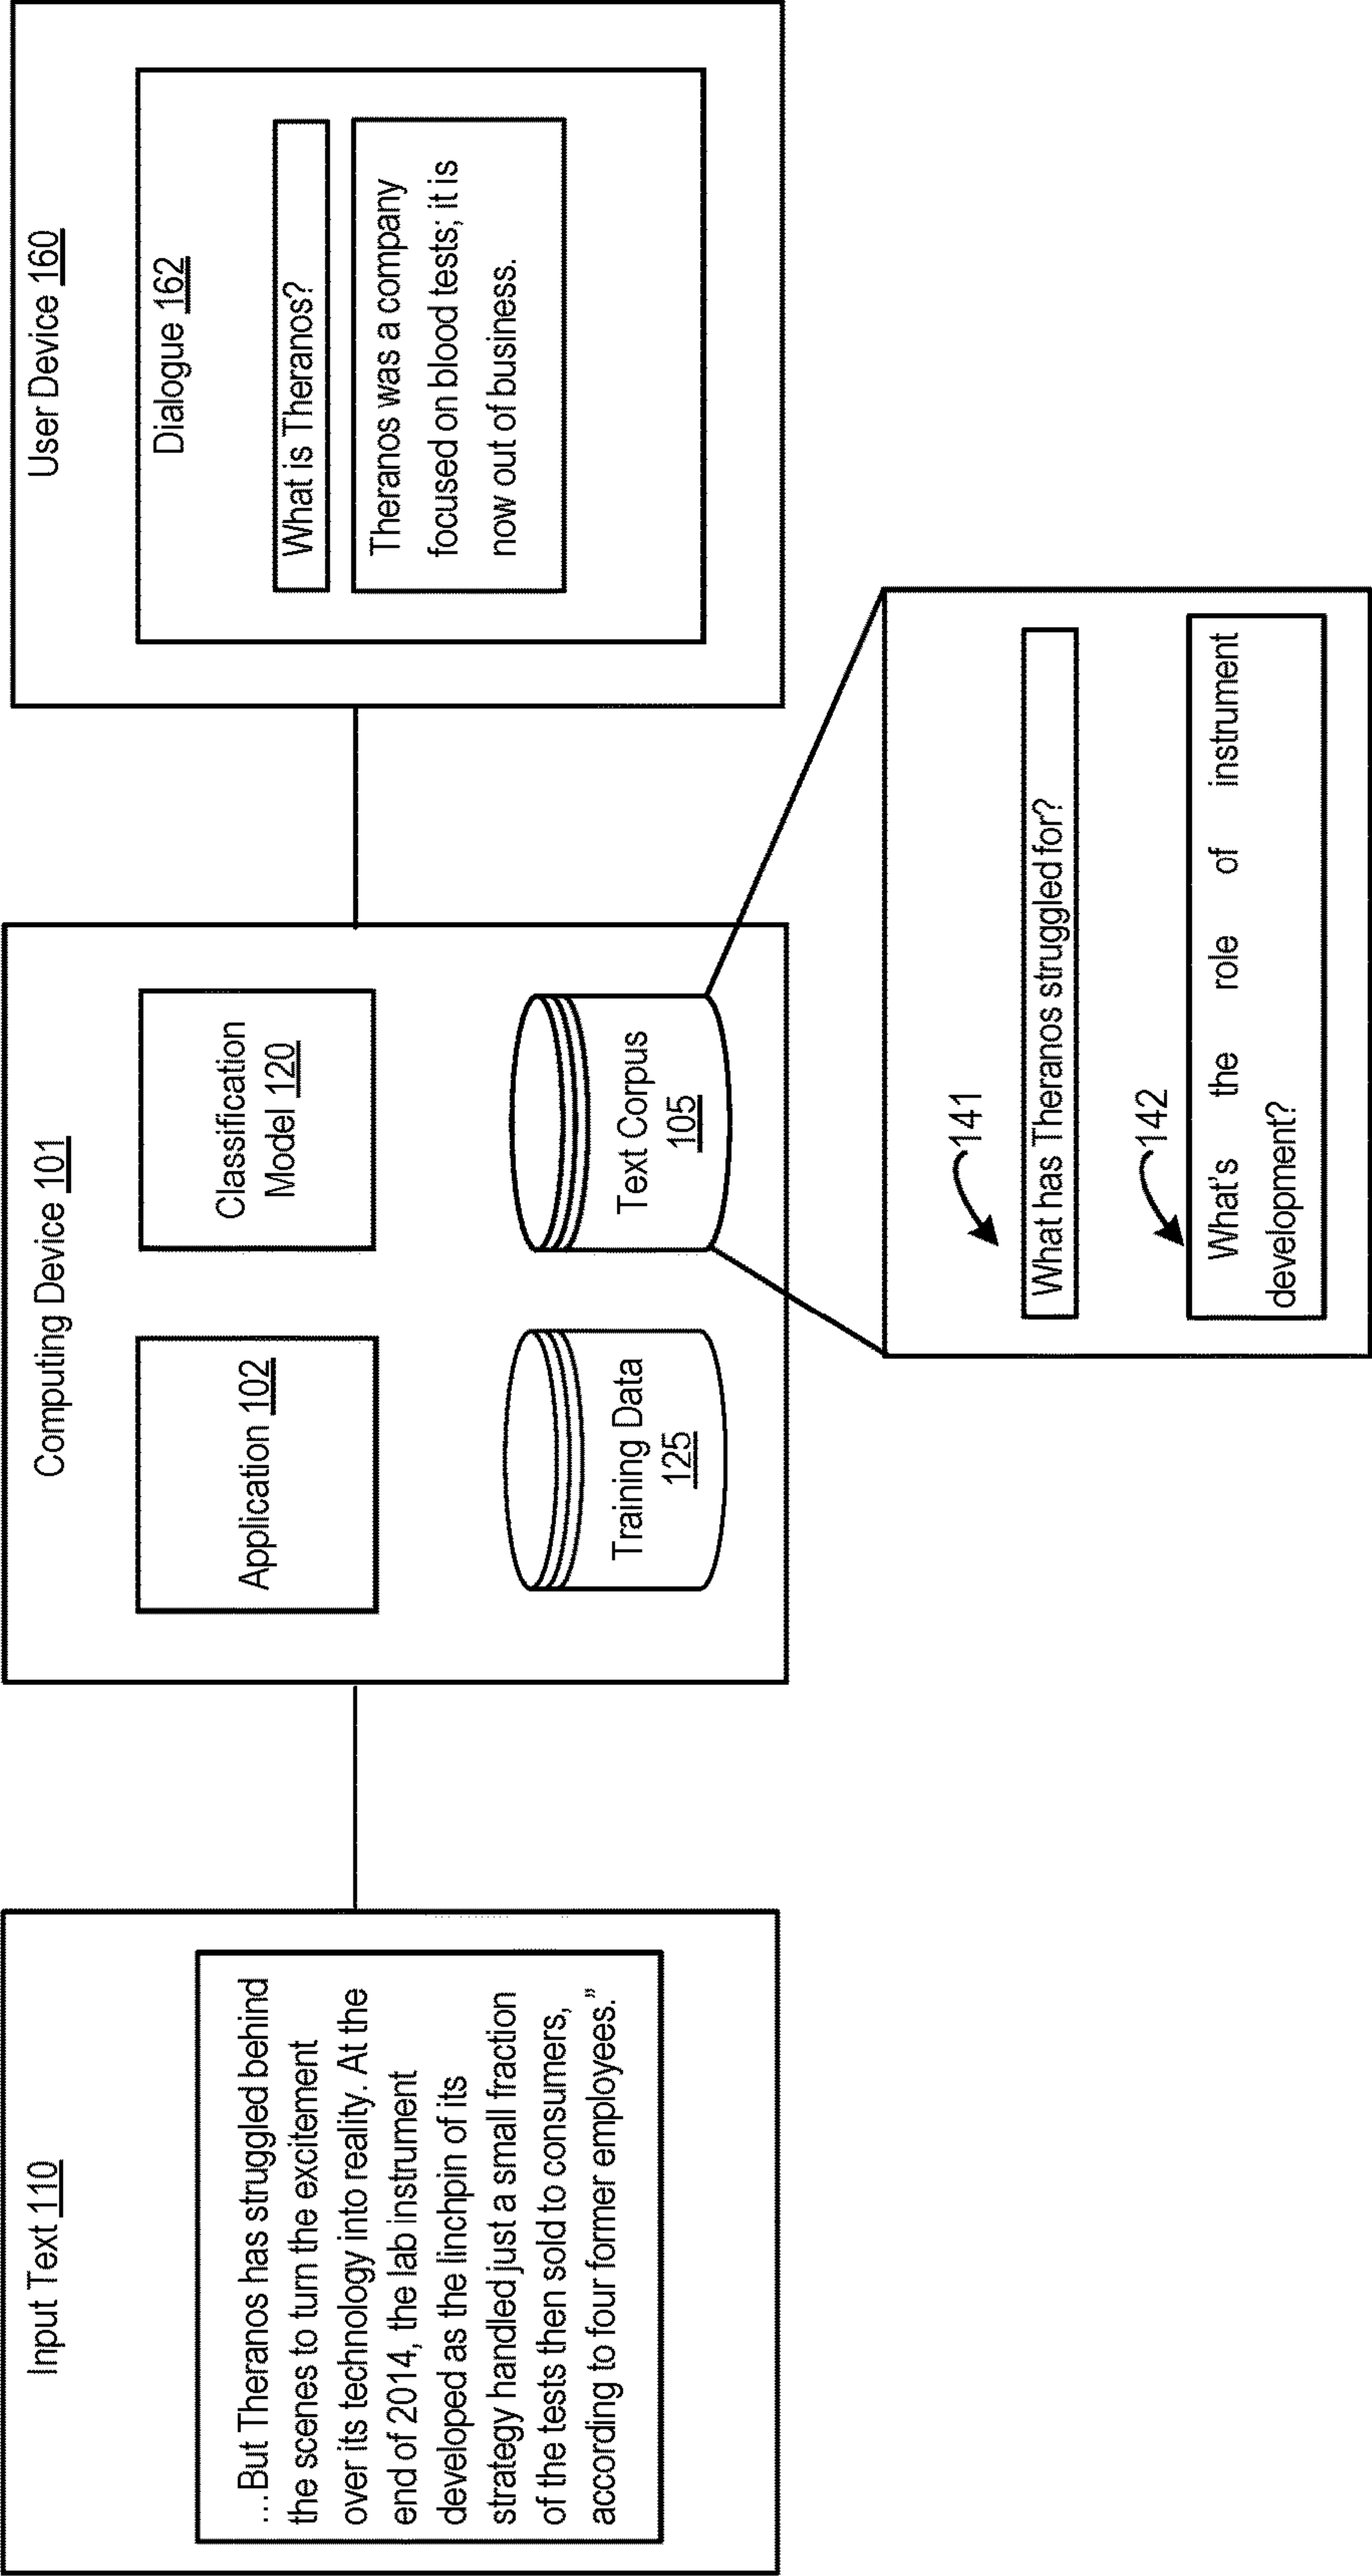 Input Text 110
…But Theranos has struggled behind
the scenes to turn the excitement
over its technology into reality. At the
end of 2014, the lab instrument
developed as the linchpin of its
strategy handled just a small fraction
of the tests then sold to consumers,
according to four former employees.”
Computing Device 101
Application 102
Classification
Model 120
Training Data
125
Text Corpus
105
User Device 160
Dialogue 162
What is Theranos?
Theranos was a company
focused on blood tests; it is
now out of business.
141
What has Theranos struggled for?
142
What's the role of instrument
development?